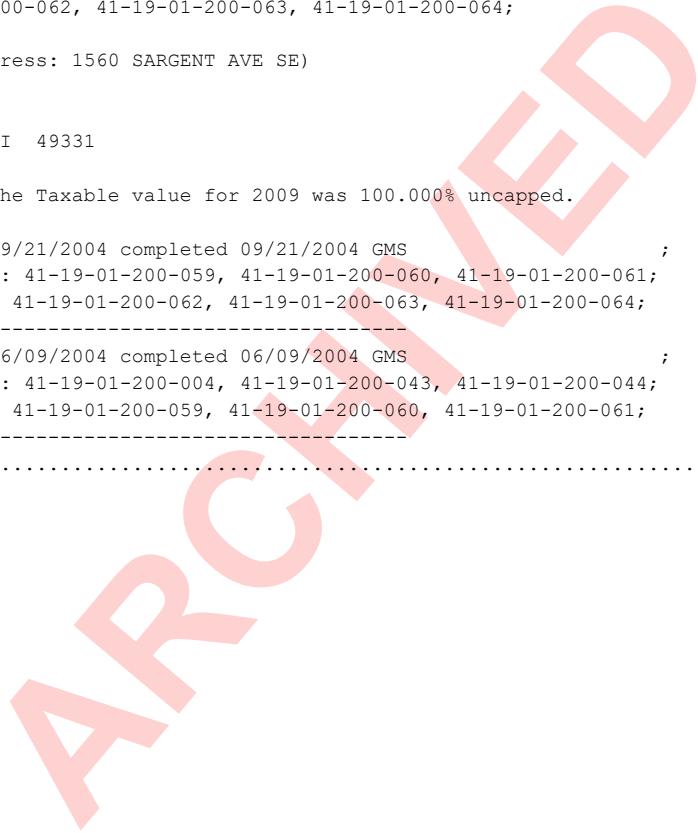 00-062, 41-19-01-200-063, 41-19-01-200-064;
ress: 1560 SARGENT AVE SE)
I 49331
he Taxable value for 2009 was 100.000% uncapped.
9/21/2004 completed 09/21/2004 GMS ;
: 41-19-01-200-059, 41-19-01-200-060, 41-19-01-200-061;
41-19-01-200-062, 41-19-01-200-063, 41-19-01-200-064;
----------------------------------
6/09/2004 completed 06/09/2004 GMS ;
: 41-19-01-200-004, 41-19-01-200-043, 41-19-01-200-044;
41-19-01-200-059, 41-19-01-200-060, 41-19-01-200-061;
----------------------------------
..........................................................
ARCHIVED